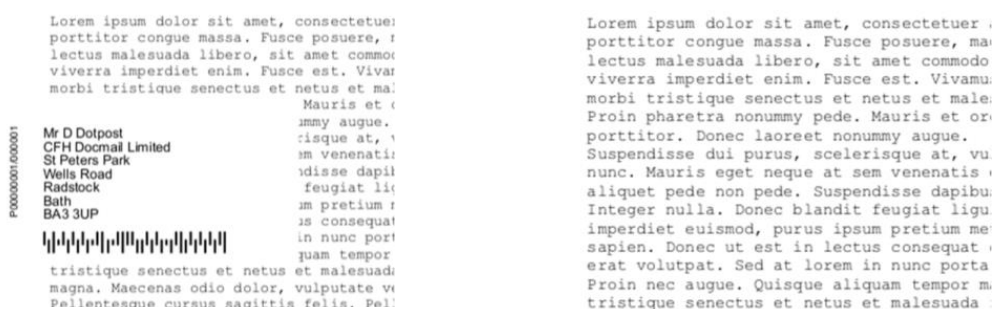 Lorem ipsum dolor sit amet, consectetuer
porttitor congue massa. Fusce posuere,
lectus malesuada libero, sit amet
viverra imperdiet enim. Fusce est.
morbi tristique senectus et netus et
Mauris et
augue.
at,
venenatis
feugiat
pretium
consequat
in nunc
tempor
P00000001/000001
Mr D Dotpost
CFH Docmail Limited
St Peters Park
Wells Road
Radstock
Bath
BA3 3UP
tristique senectus et netus et malesuada
magna. Maecenas odio dolor, vulputate
Pellentesque cursus sagittis felis.
Lorem ipsum dolor sit amet, consectetuer
porttitor congue massa. Fusce posuere,
lectus malesuada libero, sit amet commodo
viverra imperdiet enim. Fusce est.
morbi tristique senectus et netus et
Proin pharetra nonummy pede. Mauris et
porttitor. Donec laoreet nonummy augue.
Suspendisse dui purus, scelerisque at,
nunc. Mauris eget neque at sem venenatis
aliquet pede non pede. Suspendisse
Integer nulla. Donec blandit feugiat
imperdiet euismod, purus ipsum pretium
sapien. Donec ut est in lectus consequat
erat volutpat. Sed at lorem in nunc porta
Proin nec augue. Quisque aliquam tempor
tristique senectus et netus et malesuada